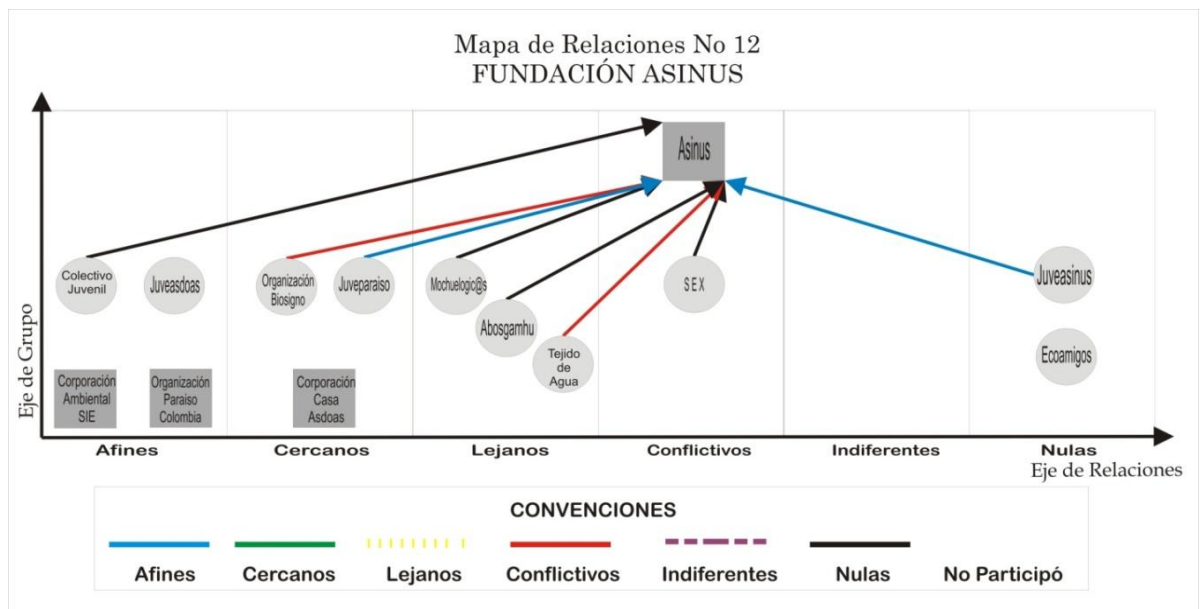 Mapa de Relaciones No 12
FUNDACIÓN ASINUS
Eje de Grupo
Asinus
Colectivo
Juvenil
Juveasdoas
Organización
Biosigno
Juveparaiso
Mochuelogic@s
Abosgamhu
Tejido
de
Agua
S E X
Juveasinus
Ecoamigos
Corporación
Ambiental
SIE
Organización
Paraiso
Colombia
Corporación
Casa
Asdoas
Afines
Cercanos
Lejanos
Conflictivos
Indiferentes
Nulas
Eje de Relaciones
CONVENCIONES
Afines
Cercanos
Lejanos
Conflictivos
Indiferentes
Nulas
No Participó